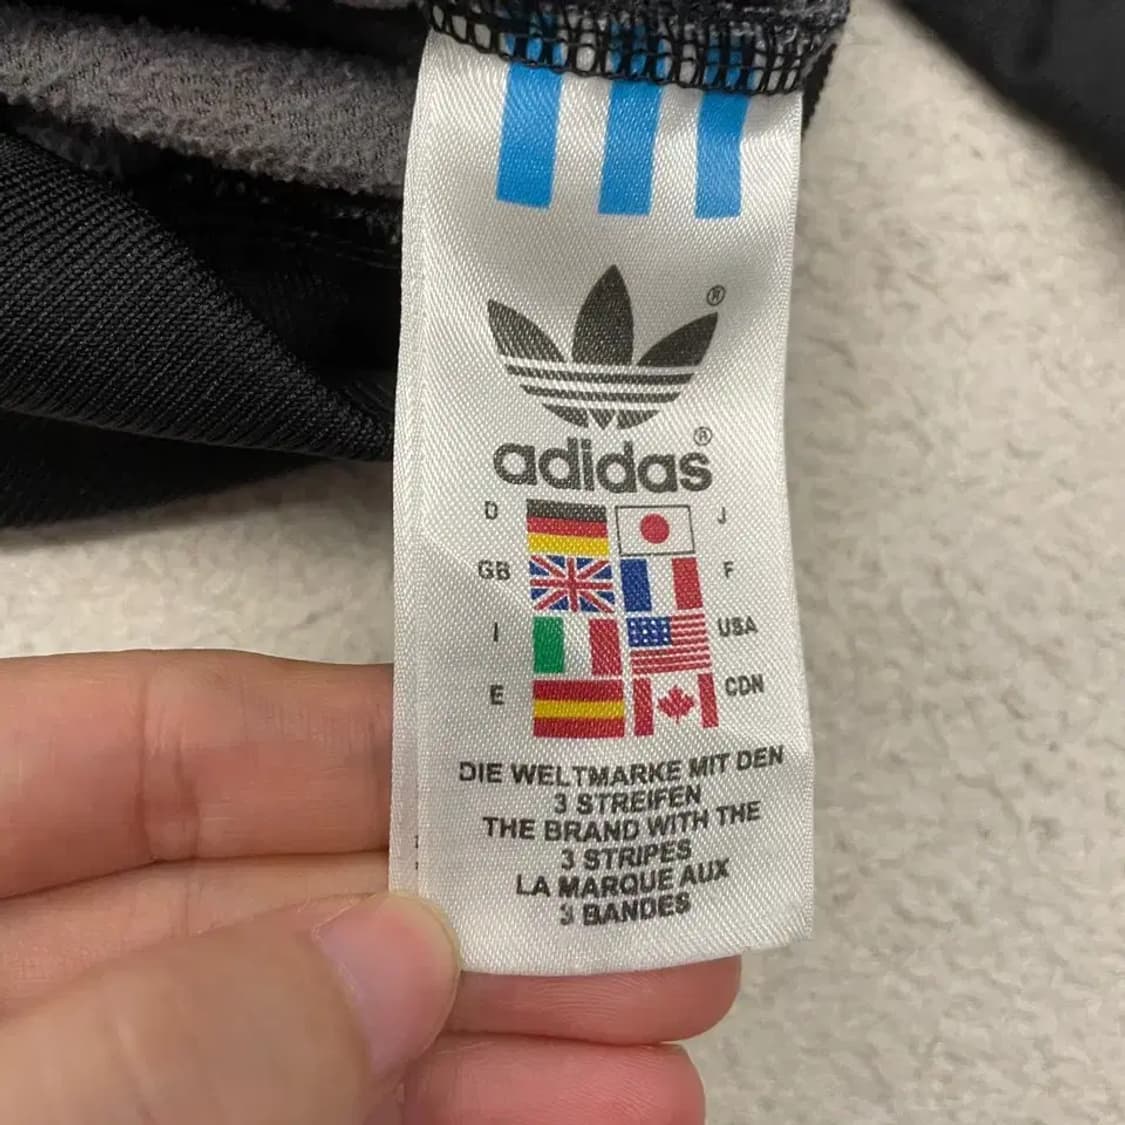 ®
adidas®
D J
GB F
I USA
E CDN
DIE WELTMARKE MIT DEN
3 STREIFEN
THE BRAND WITH THE
3 STRIPES
LA MARQUE AUX
3 BANDES